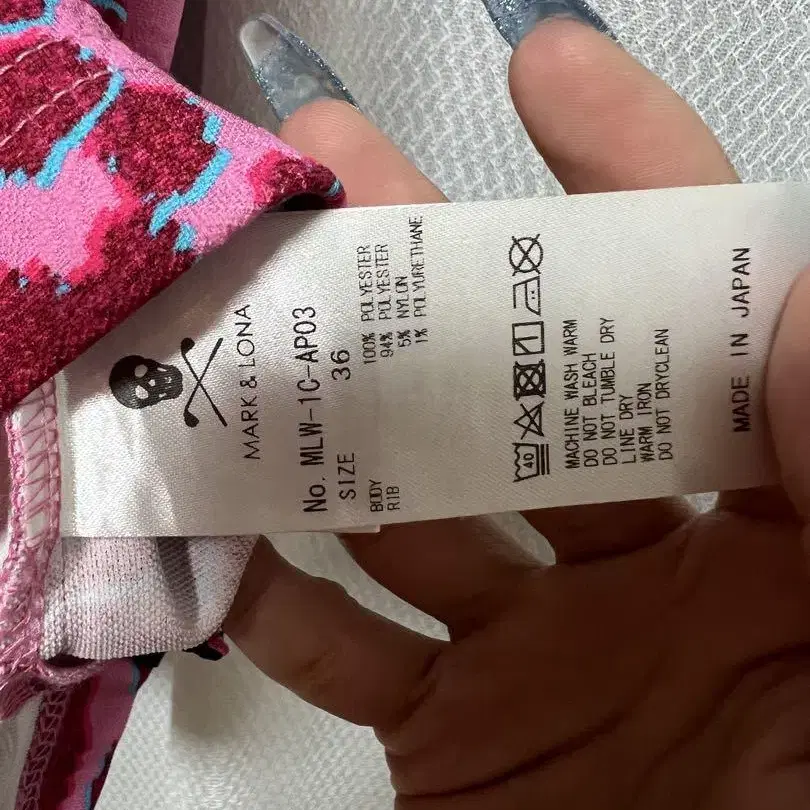 MARK & LONA
No. MLW-1C-AP03
SIZE 36
BODY 100% POLYESTER
RIB 94% POLYESTER
5% NYLON
1% POLYURETHANE
40
MACHINE WASH WARM
DO NOT BLEACH
DO NOT TUMBLE DRY
LINE DRY
WARM IRON
DO NOT DRYCLEAN
MADE IN JAPAN